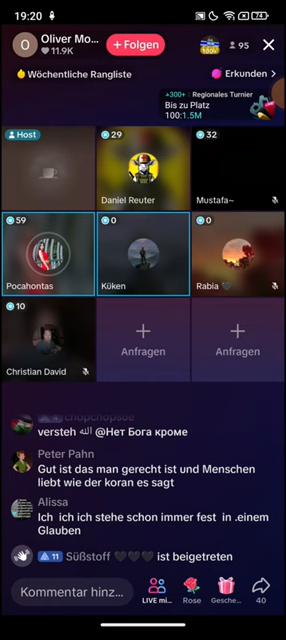 19:20
74
O
Oliver Mo...
11.9K
+ Folgen
95
Wöchentliche Rangliste
Erkunden >
+300↑ Regionales Turnier
Bis zu Platz
100:1.5M
Host
29
32
Daniel Reuter
Mustafa~
59
0
0
Pocahontas
Küken
Rabia 🖤
10
Christian David
+
Anfragen
+
Anfragen
chapchapsoe
versteh الله @Нет Бога кроме
Peter Pahn
Gut ist das man gerecht ist und Menschen
liebt wie der koran es sagt
Alissa
Ich ich ich stehe schon immer fest in .einem
Glauben
11 Süßstoff 🖤🖤🖤 ist beigetreten
Kommentar hinz...
LIVE mi...
Rose
Gesche...
40